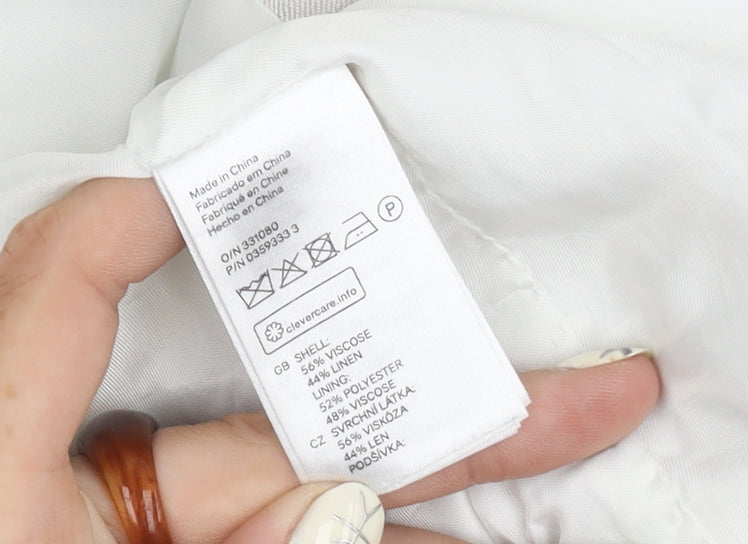 Made in China
Fabricado em China
Fabriqué en Chine
Hecho en China
O/N 331080
P/N 0359333 3
P
clevercare.info
GB SHELL:
56% VISCOSE
44% LINEN
LINING:
52% POLYESTER
48% VISCOSE
CZ SVRCHNÍ LÁTKA:
56% VISKÓZA
44% LEN
PODŠÍVKA: